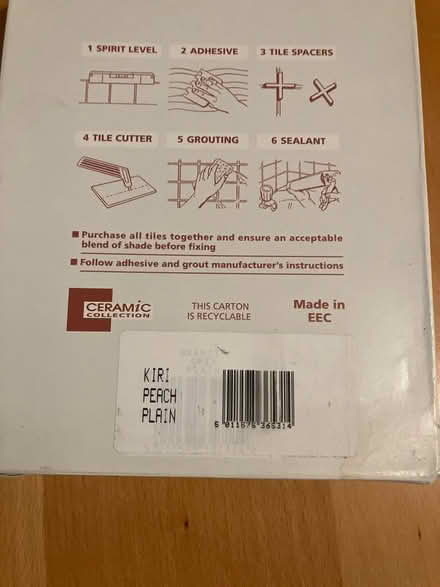 1 SPIRIT LEVEL
2 ADHESIVE
3 TILE SPACERS
4 TILE CUTTER
5 GROUTING
6 SEALANT
■ Purchase all tiles together and ensure an acceptable
blend of shade before fixing
■ Follow adhesive and grout manufacturer's instructions
CERAMiC
COLLECTION
THIS CARTON
IS RECYCLABLE
Made in
EEC
KIRI
PEACH
PLAIN